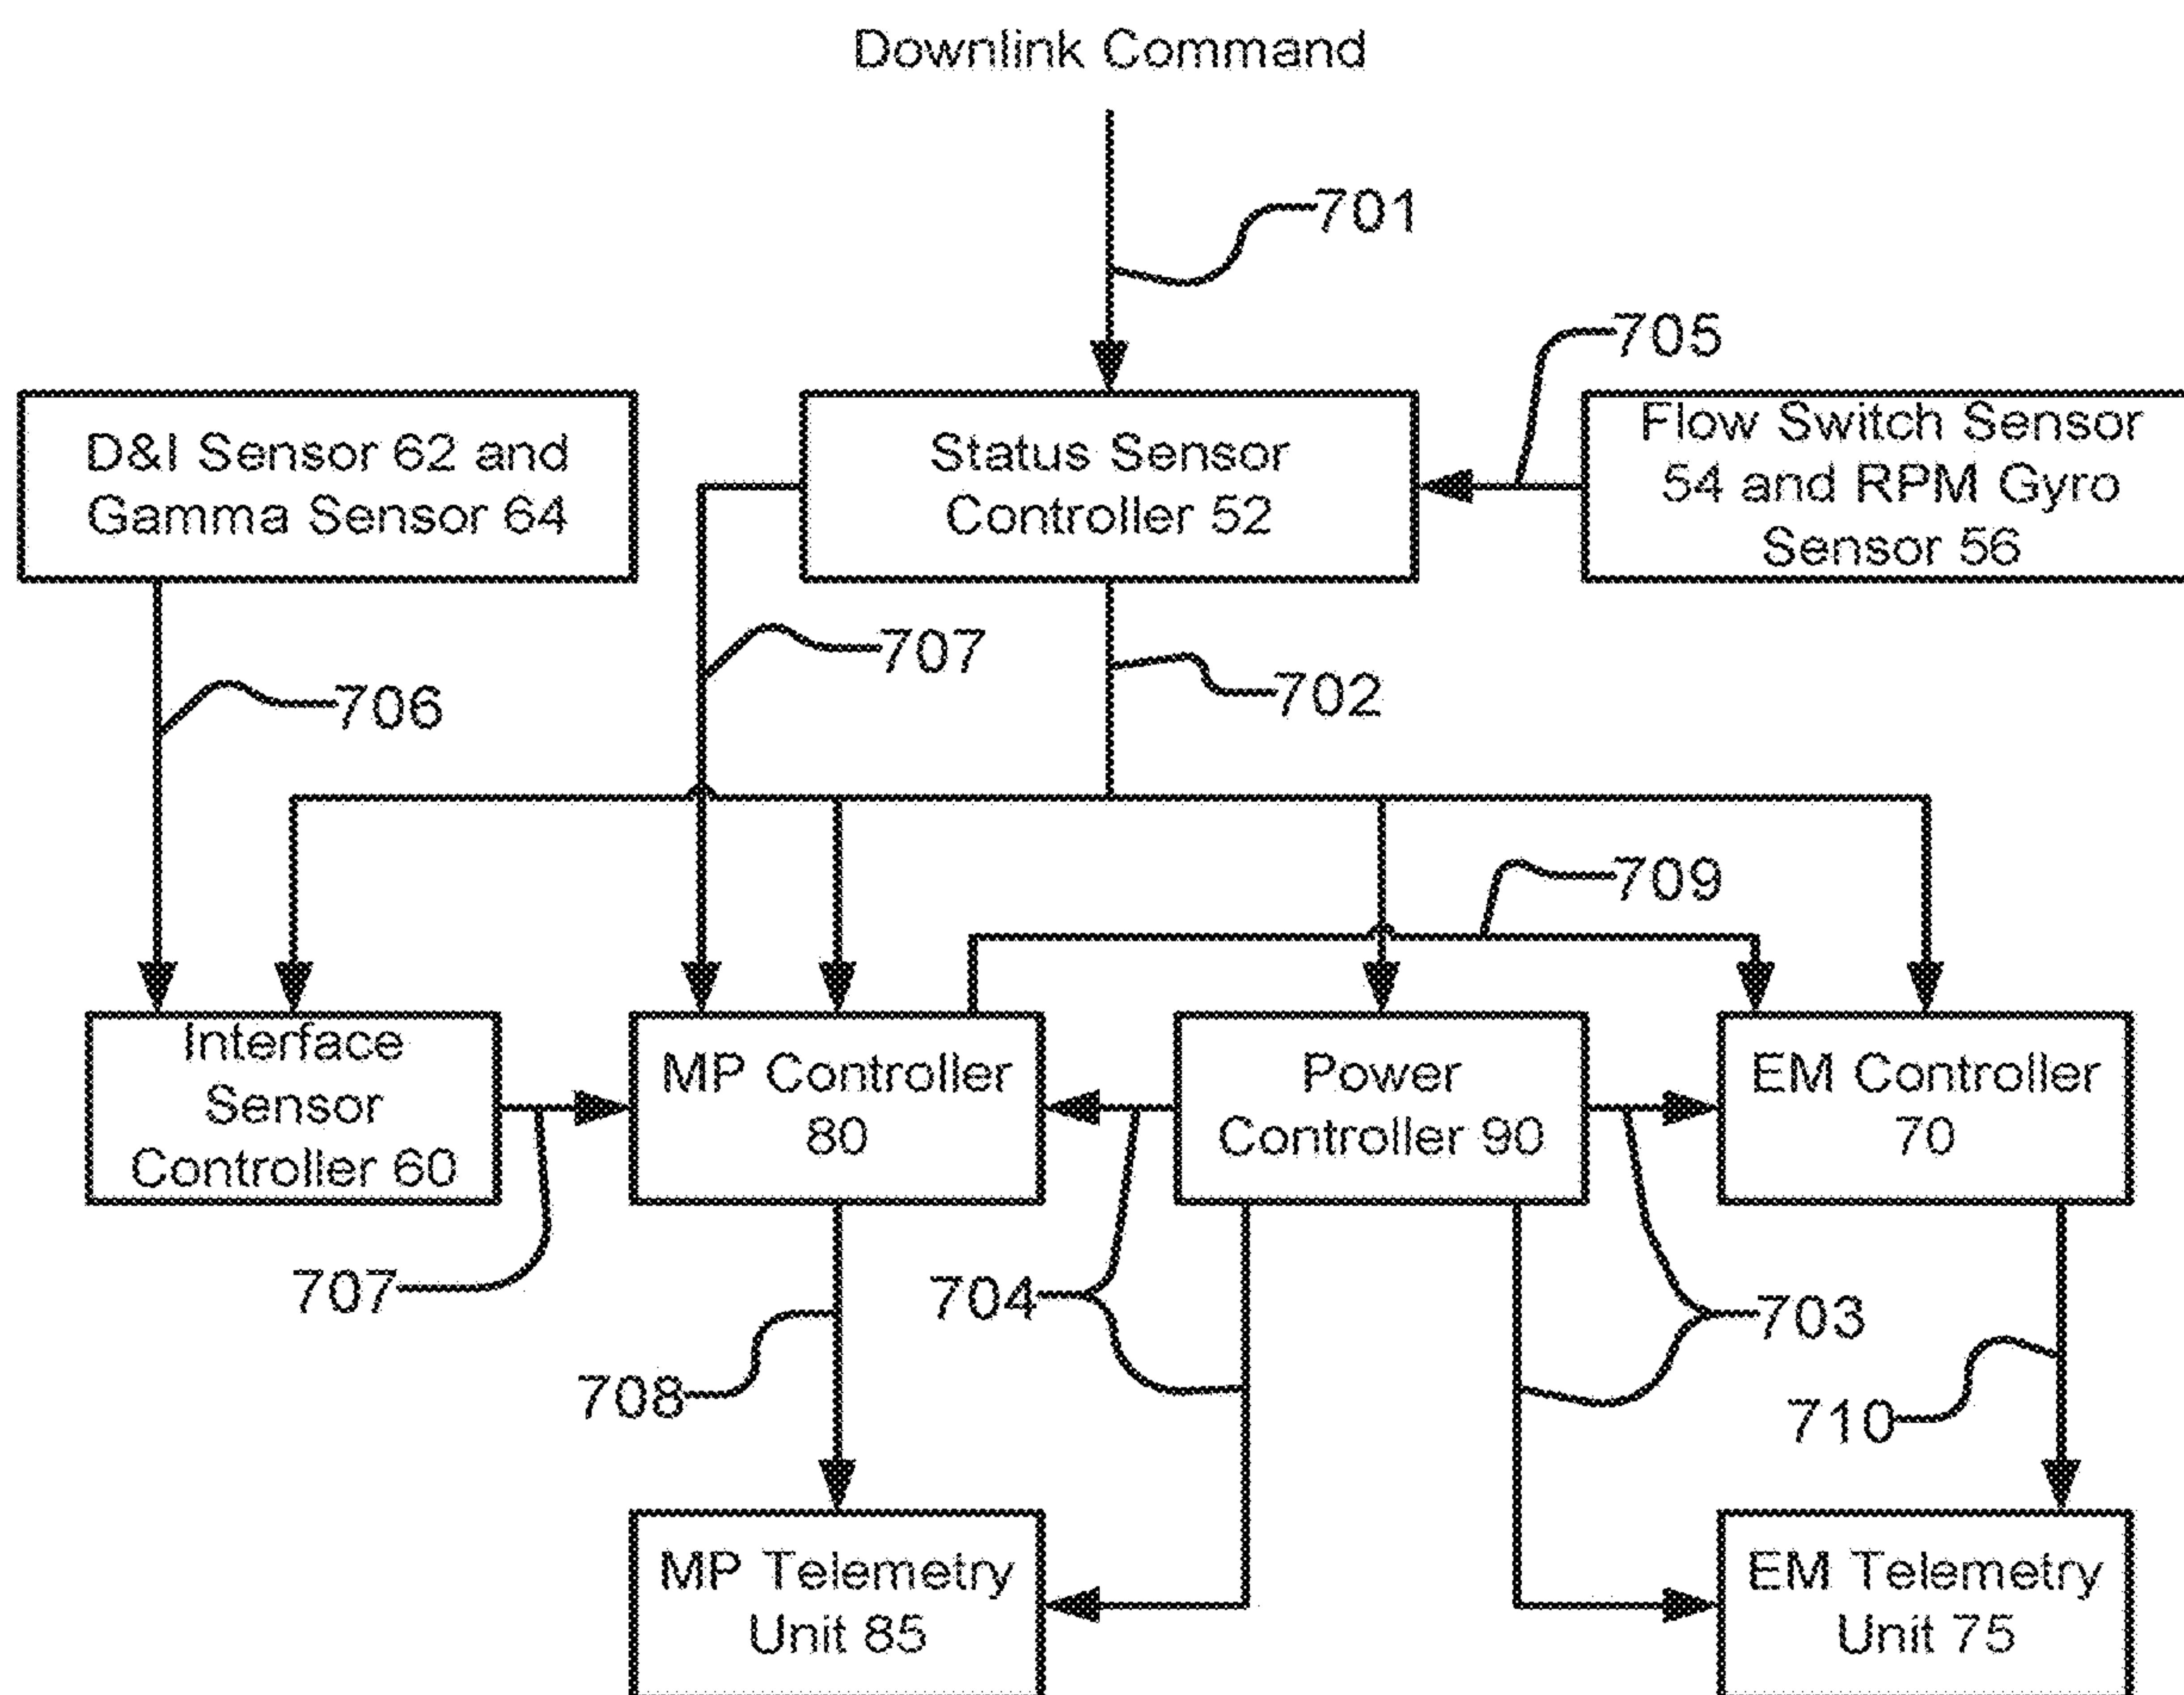 Downlink Command
701
705
D&I Sensor 62 and
Gamma Sensor 64
Status Sensor
Controller 52
Flow Switch Sensor
54 and RPM Gyro
Sensor 56
707
702
706
709
Interface
Sensor
Controller 60
MP Controller
80
Power
Controller 90
EM Controller
70
707
704
703
708
710
MP Telemetry
Unit 85
EM Telemetry
Unit 75